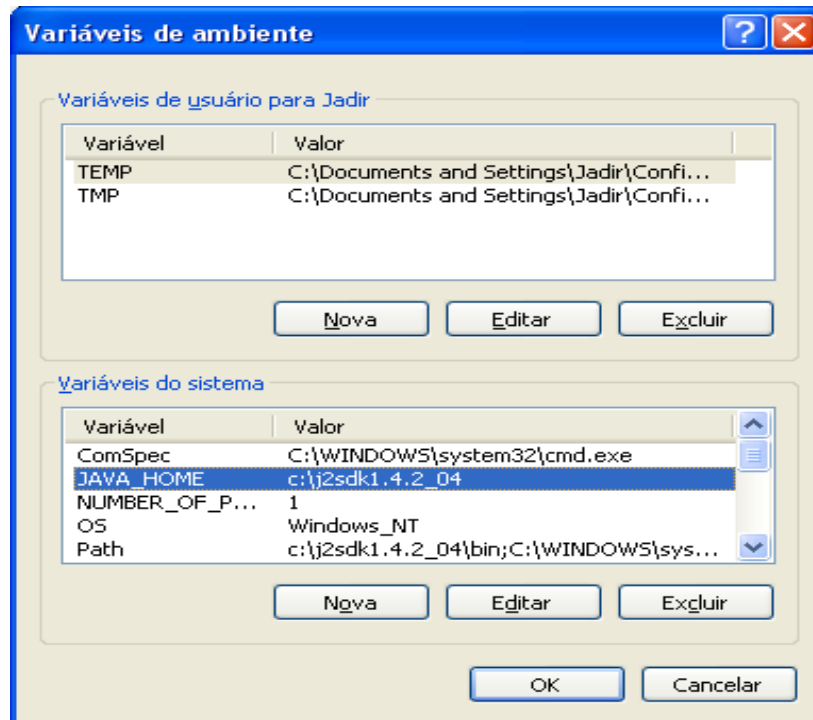 Variáveis de ambiente
Variáveis de usuário para Jadir
Variável Valor
TEMP C:\Documents and Settings\Jadir\Confi...
TMP C:\Documents and Settings\Jadir\Confi...
Nova Editar Excluir
Variáveis do sistema
Variável Valor
ComSpec C:\WINDOWS\system32\cmd.exe
JAVA_HOME c:\j2sdk1.4.2_04
NUMBER_OF_P... 1
OS Windows_NT
Path c:\j2sdk1.4.2_04\bin;C:\WINDOWS\sys...
Nova Editar Excluir
OK Cancelar